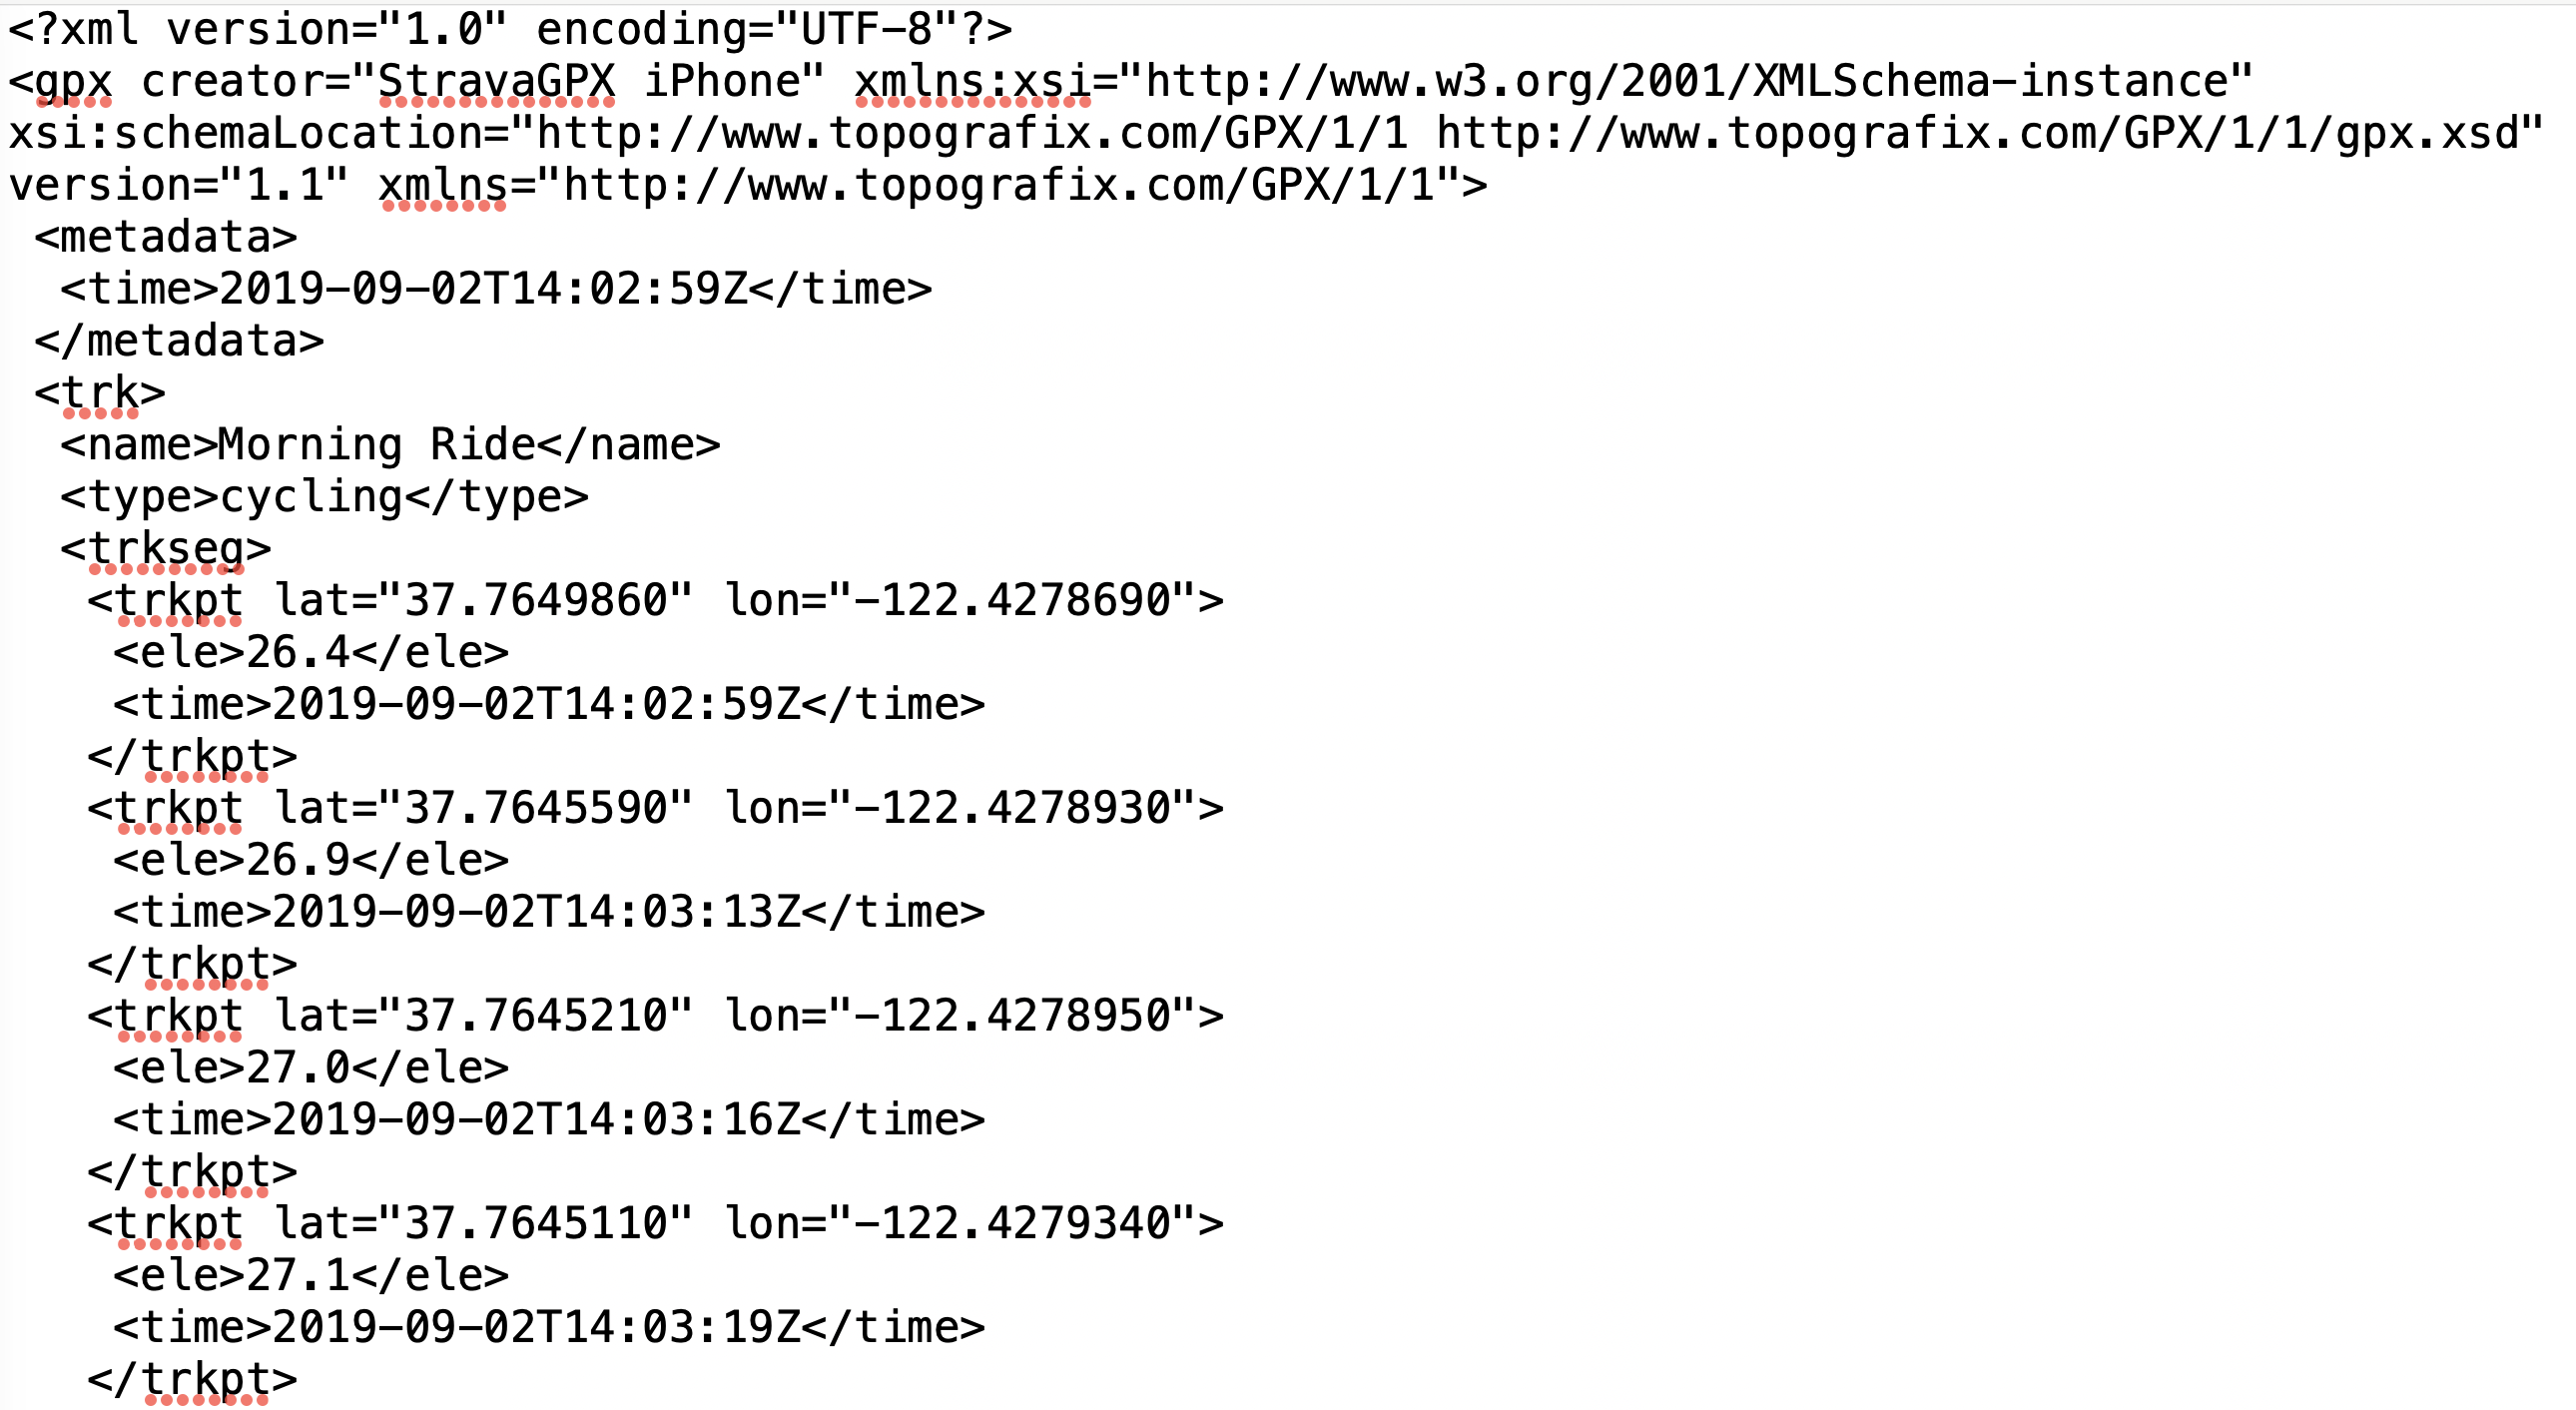 <?xml version="1.0" encoding="UTF-8"?>
<gpx creator="StravaGPX iPhone" xmlns:xsi="http://www.w3.org/2001/XMLSchema-instance"
xsi:schemaLocation="http://www.topografix.com/GPX/1/1 http://www.topografix.com/GPX/1/1/gpx.xsd"
version="1.1" xmlns="http://www.topografix.com/GPX/1/1">
 <metadata>
  <time>2019-09-02T14:02:59Z</time>
 </metadata>
 <trk>
  <name>Morning Ride</name>
  <type>cycling</type>
  <trkseg>
   <trkpt lat="37.7649860" lon="-122.4278690">
    <ele>26.4</ele>
    <time>2019-09-02T14:02:59Z</time>
   </trkpt>
   <trkpt lat="37.7645590" lon="-122.4278930">
    <ele>26.9</ele>
    <time>2019-09-02T14:03:13Z</time>
   </trkpt>
   <trkpt lat="37.7645210" lon="-122.4278950">
    <ele>27.0</ele>
    <time>2019-09-02T14:03:16Z</time>
   </trkpt>
   <trkpt lat="37.7645110" lon="-122.4279340">
    <ele>27.1</ele>
    <time>2019-09-02T14:03:19Z</time>
   </trkpt>